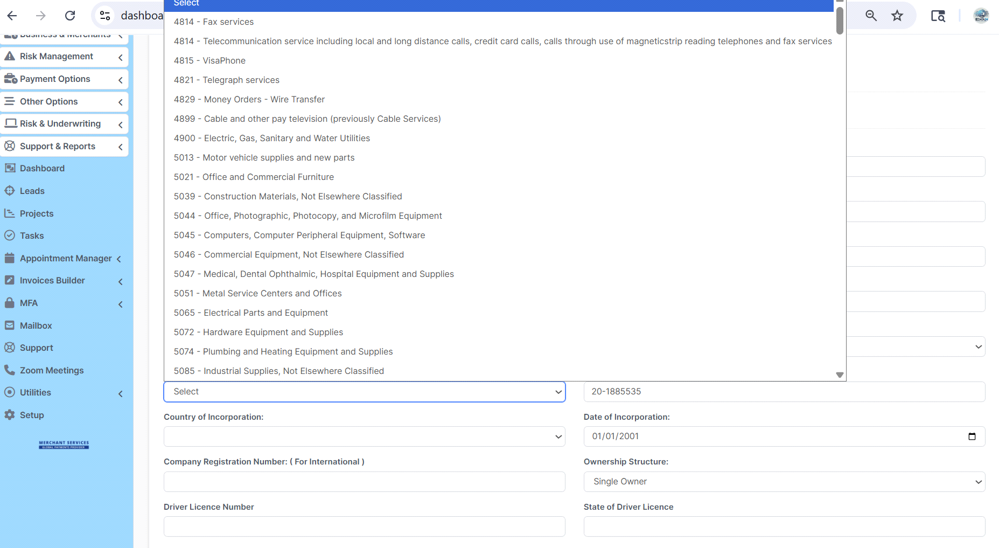 dashboa
Business & Merchants
Risk Management
Payment Options
Other Options
Risk & Underwriting
Support & Reports
Dashboard
Leads
Projects
Tasks
Appointment Manager
Invoices Builder
MFA
Mailbox
Support
Zoom Meetings
Utilities
Setup
MERCHANT SERVICES
GLOBAL PAYMENTS PROVIDER
Select
4814 - Fax services
4814 - Telecommunication service including local and long distance calls, credit card calls, calls through use of magneticstrip reading telephones and fax services
4815 - VisaPhone
4821 - Telegraph services
4829 - Money Orders - Wire Transfer
4899 - Cable and other pay television (previously Cable Services)
4900 - Electric, Gas, Sanitary and Water Utilities
5013 - Motor vehicle supplies and new parts
5021 - Office and Commercial Furniture
5039 - Construction Materials, Not Elsewhere Classified
5044 - Office, Photographic, Photocopy, and Microfilm Equipment
5045 - Computers, Computer Peripheral Equipment, Software
5046 - Commercial Equipment, Not Elsewhere Classified
5047 - Medical, Dental Ophthalmic, Hospital Equipment and Supplies
5051 - Metal Service Centers and Offices
5065 - Electrical Parts and Equipment
5072 - Hardware Equipment and Supplies
5074 - Plumbing and Heating Equipment and Supplies
5085 - Industrial Supplies, Not Elsewhere Classified
Select
20-1885535
Country of Incorporation:
Date of Incorporation:
01/01/2001
Company Registration Number: ( For International )
Ownership Structure:
Single Owner
Driver Licence Number
State of Driver Licence